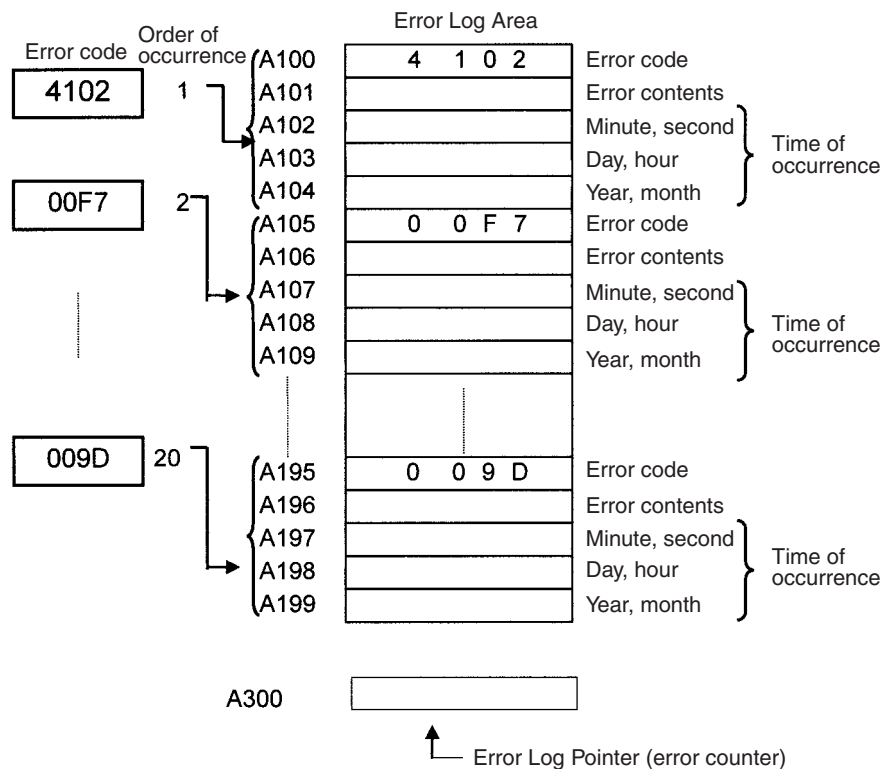 Error Log Area
Error code
Order of occurrence
A100 4 1 0 2 Error code
4102 1 A101 Error contents
A102 Minute, second
A103 Day, hour
Time of occurrence
A104 Year, month
00F7 2 A105 0 0 F 7 Error code
A106 Error contents
A107 Minute, second
A108 Day, hour
Time of occurrence
A109 Year, month
009D 20 A195 0 0 9 D Error code
A196 Error contents
A197 Minute, second
A198 Day, hour
Time of occurrence
A199 Year, month
A300
Error Log Pointer (error counter)